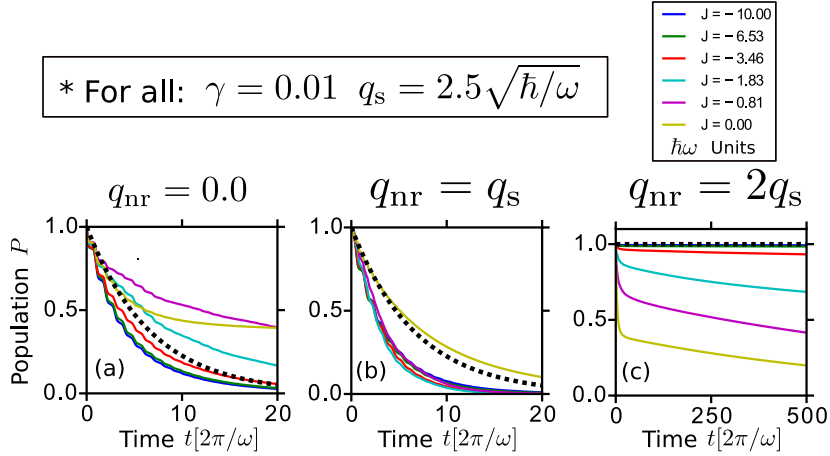 J = − 10.00
J = − 6.53
J = − 3.46
J = − 1.83
J = − 0.81
J = 0.00
ħω Units
* For all: γ = 0.01 q_s = 2.5√ħ/ω
q_nr = 0.0
q_nr = q_s
q_nr = 2q_s
Population P
1.0
0.5
0.0
(a)
0
10
20
Time t[2π/ω]
1.0
0.5
0.0
(b)
0
10
20
Time t[2π/ω]
1.0
0.5
0.0
(c)
0
250
500
Time t[2π/ω]